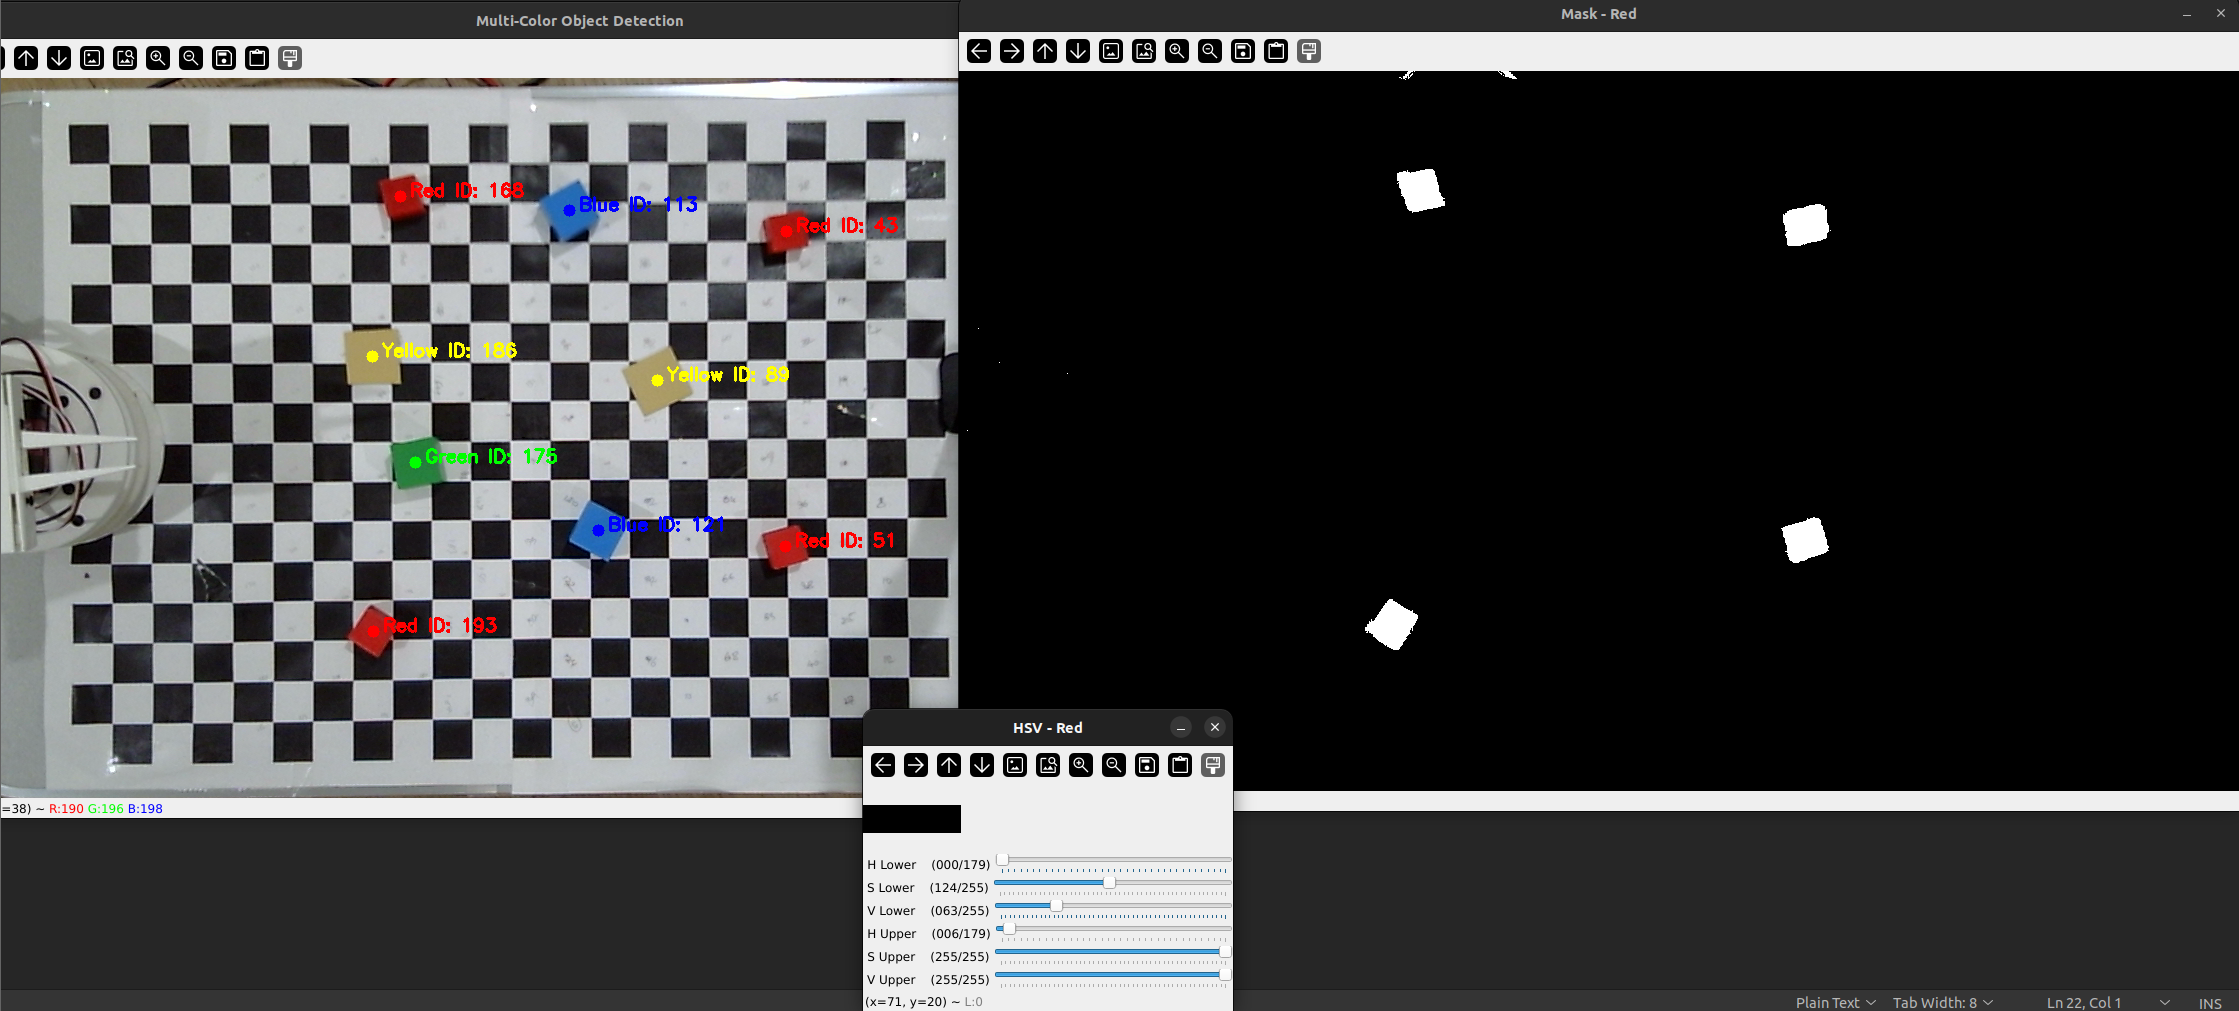 Multi-Color Object Detection
Mask - Red
Red ID: 168
Blue ID: 113
Red ID: 43
Yellow ID: 186
Yellow ID: 89
Green ID: 175
Blue ID: 121
Red ID: 51
Red ID: 193
=38) ~ R:190 G:196 B:198
HSV - Red
H Lower (000/179)
S Lower (124/255)
V Lower (063/255)
H Upper (006/179)
S Upper (255/255)
V Upper (255/255)
(x=71, y=20) ~ L:0
Plain Text Tab Width: 8 Ln 22, Col 1 INS